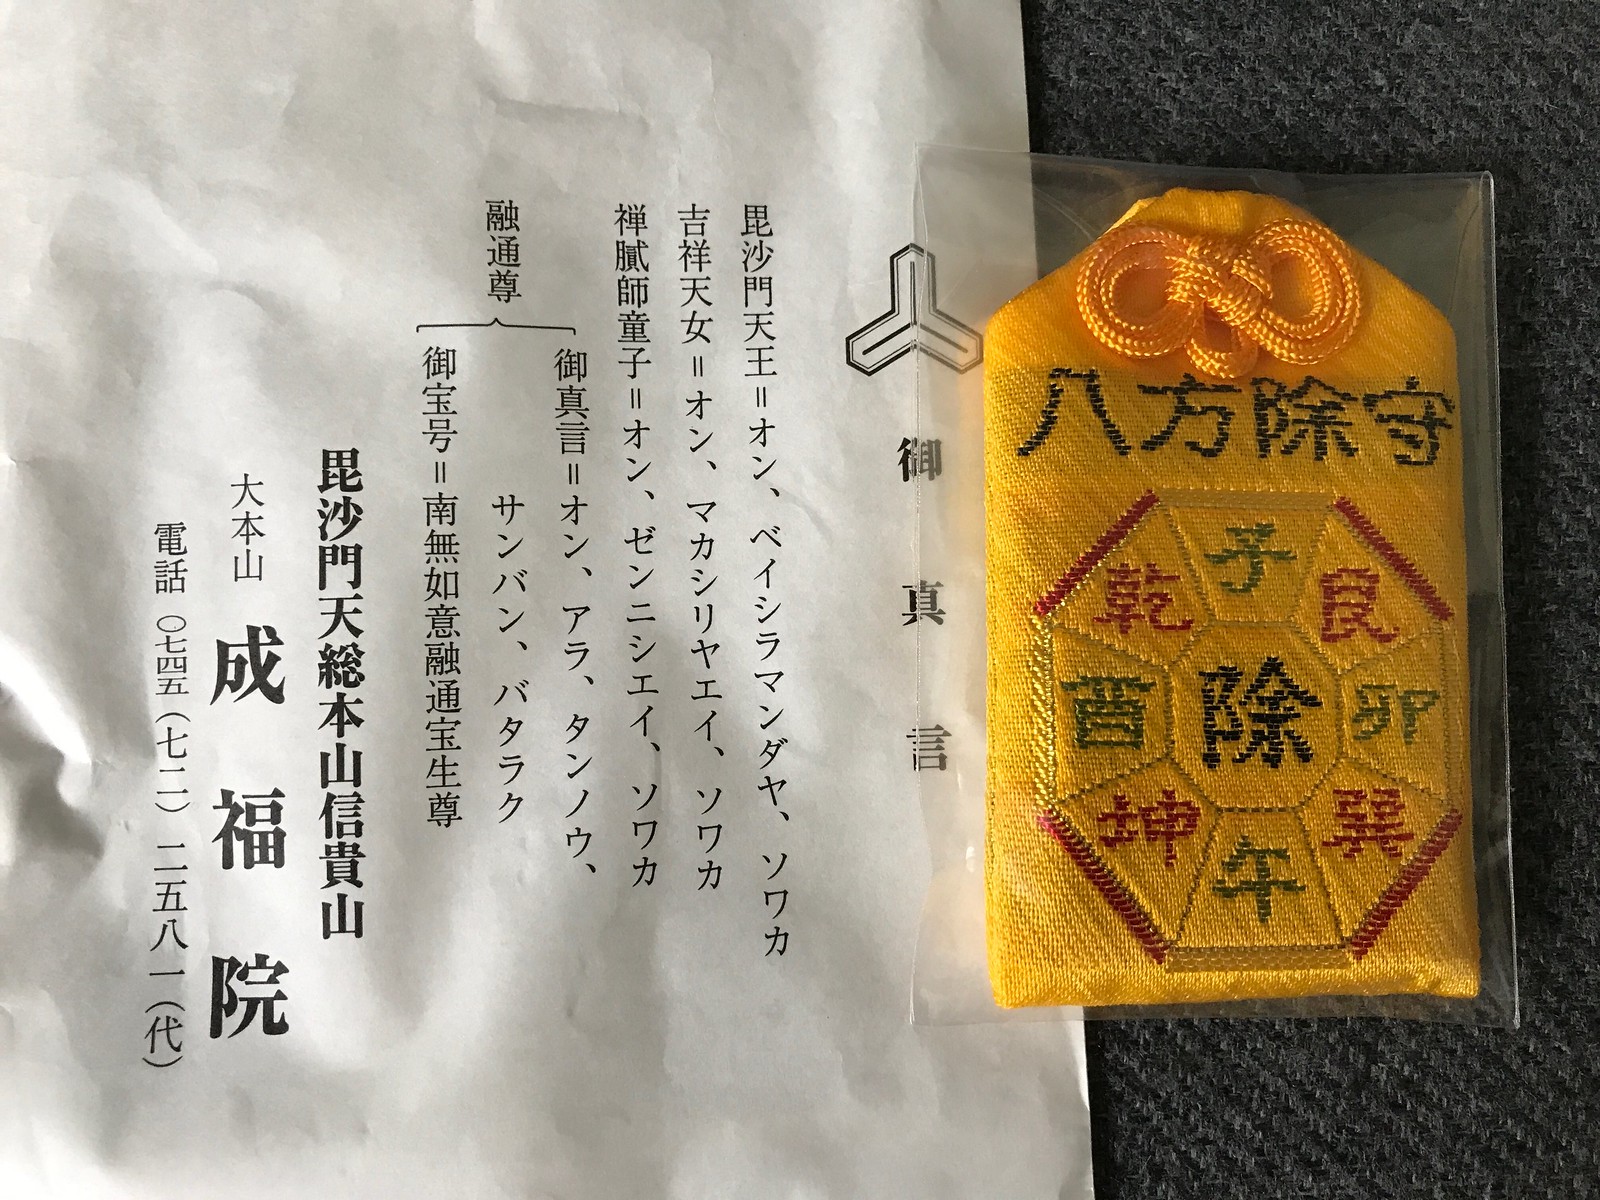 御真言
毘沙門天王＝オン、ベイシラマンダヤ、ソワカ
吉祥天女＝オン、マカシリヤエイ、ソワカ
禅膩師童子＝オン、ゼンニシエイ、ソワカ
融通尊
御真言＝オン、アラ、タンノウ、
サンバン、バタラク
御宝号＝南無如意融通宝生尊
毘沙門天総本山信貴山
大本山 成福院
電話 〇七四五（七二）二五八一（代）
八方除守
乾 子 艮
酉 除 卯
坤 午 巽